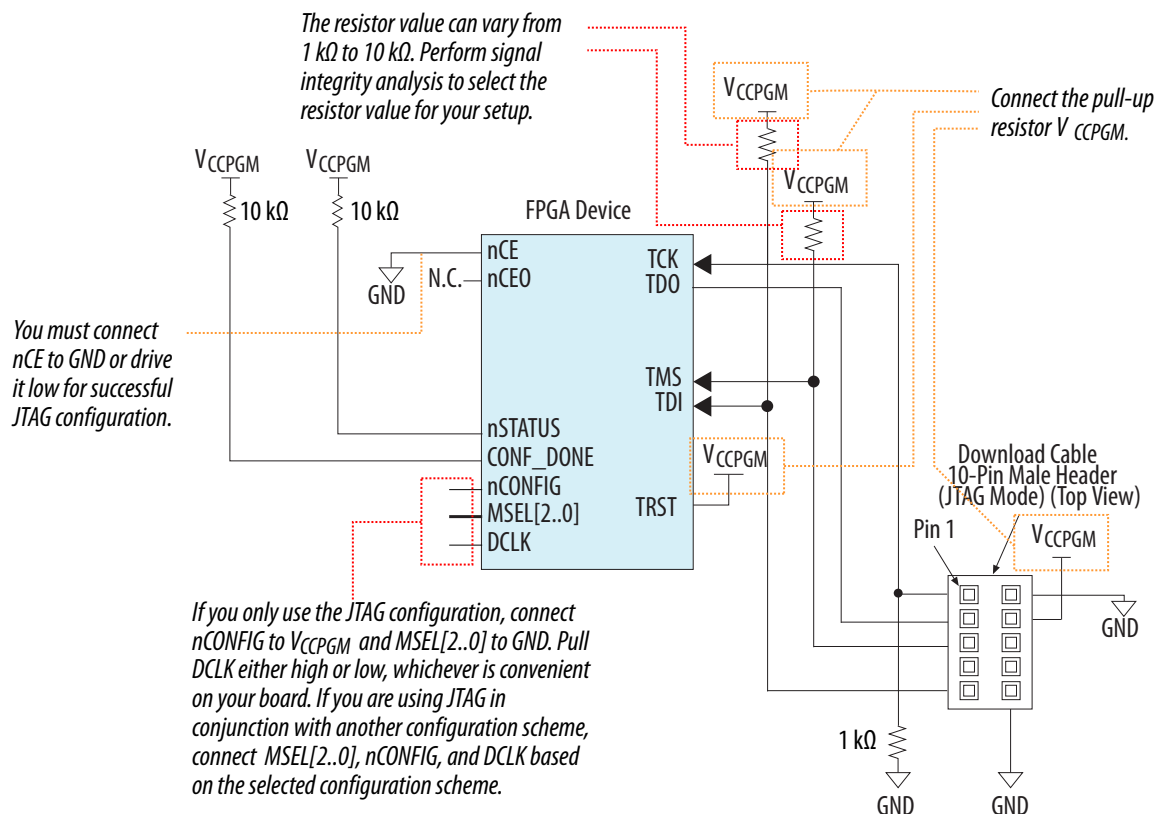 The resistor value can vary from
1 kΩ to 10 kΩ. Perform signal
integrity analysis to select the
resistor value for your setup.
VCCPGM
Connect the pull-up
resistor V CCPGM.
VCCPGM
VCCPGM
VCCPGM
10 kΩ
10 kΩ
FPGA Device
nCE
TCK
N.C.
nCEO
TDO
GND
You must connect
nCE to GND or drive
it low for successful
JTAG configuration.
TMS
TDI
nSTATUS
CONF_DONE
VCCPGM
nCONFIG
MSEL[2..0]
TRST
DCLK
Download Cable
10-Pin Male Header
(JTAG Mode) (Top View)
Pin 1
VCCPGM
GND
If you only use the JTAG configuration, connect
nCONFIG to VCCPGM and MSEL[2..0] to GND. Pull
DCLK either high or low, whichever is convenient
on your board. If you are using JTAG in
conjunction with another configuration scheme,
connect MSEL[2..0], nCONFIG, and DCLK based
on the selected configuration scheme.
1 kΩ
GND
GND